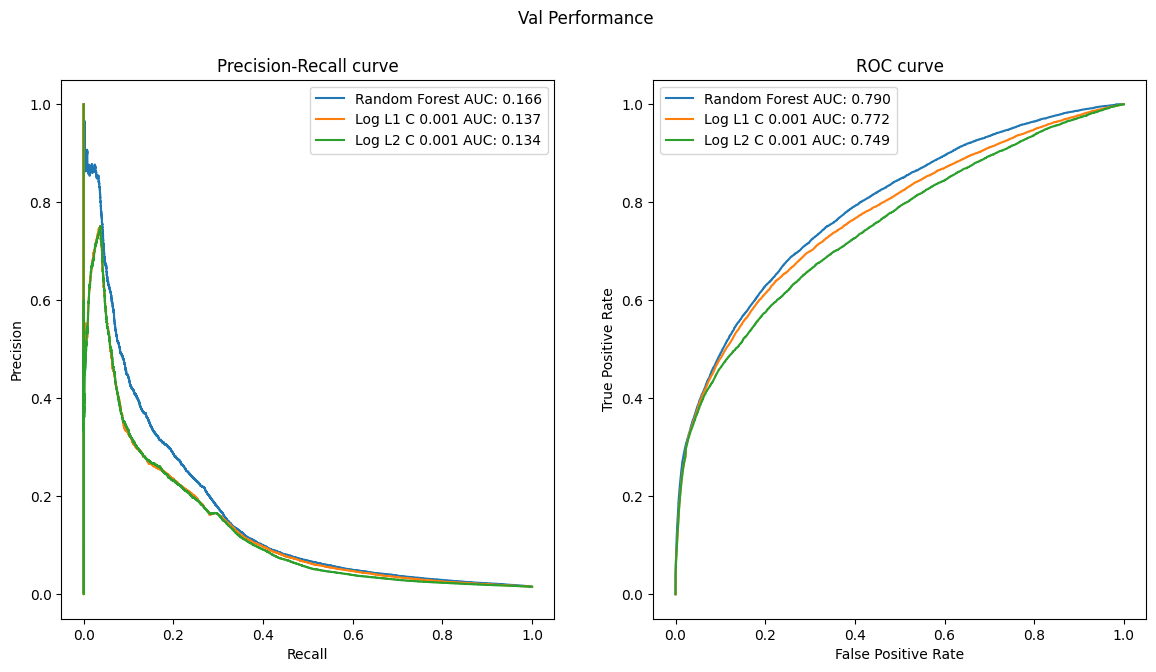 Val Performance
Precision-Recall curve
Random Forest AUC: 0.166
Log L1 C 0.001 AUC: 0.137
Log L2 C 0.001 AUC: 0.134
1.0
0.8
0.6
0.4
0.2
0.0
Precision
0.0 0.2 0.4 0.6 0.8 1.0
Recall
ROC curve
Random Forest AUC: 0.790
Log L1 C 0.001 AUC: 0.772
Log L2 C 0.001 AUC: 0.749
1.0
0.8
0.6
0.4
0.2
0.0
True Positive Rate
0.0 0.2 0.4 0.6 0.8 1.0
False Positive Rate